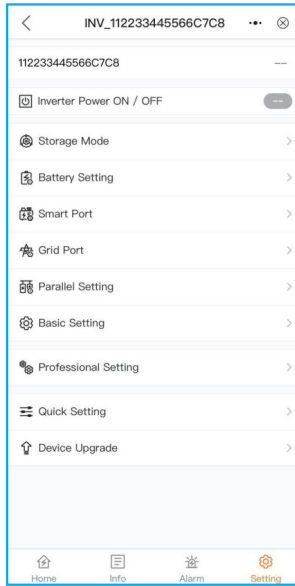 INV_112233445566C7C8
112233445566C7C8 --
Inverter Power ON / OFF --
Storage Mode
Battery Setting
Smart Port
Grid Port
Parallel Setting
Basic Setting
Professional Setting
Quick Setting
Device Upgrade
Home Info Alarm Setting